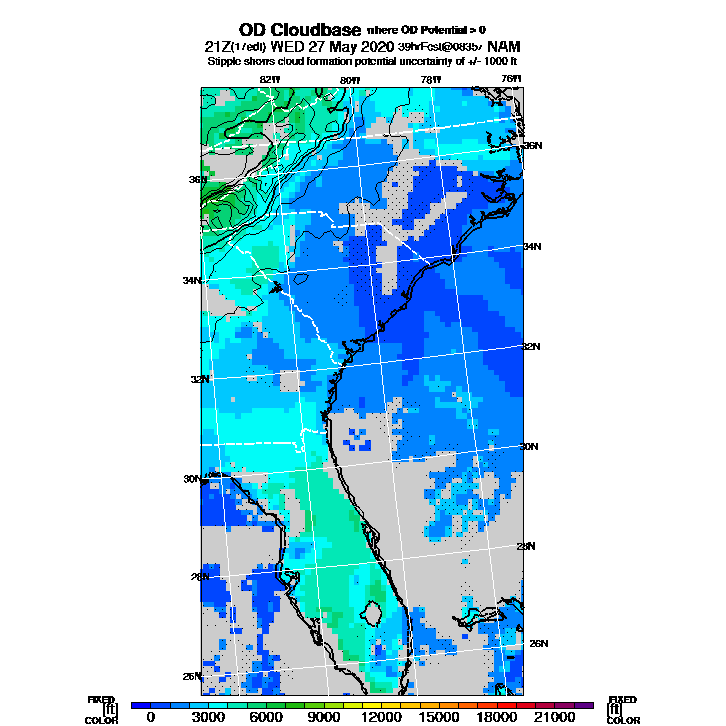 OD Cloudbase where OD Potential > 0
21Z(17edt) WED 27 May 2020 39hrFcst@0835z NAM
Stipple shows cloud formation potential uncertainty of +/- 1000 ft
82W 80W 78W 76W
36N
36N
34N
34N
32N
32N
30N
30N
28N
28N
26N
26N
FIXED FIXED
[ft] [ft]
COLOR COLOR
0 3000 6000 9000 12000 15000 18000 21000